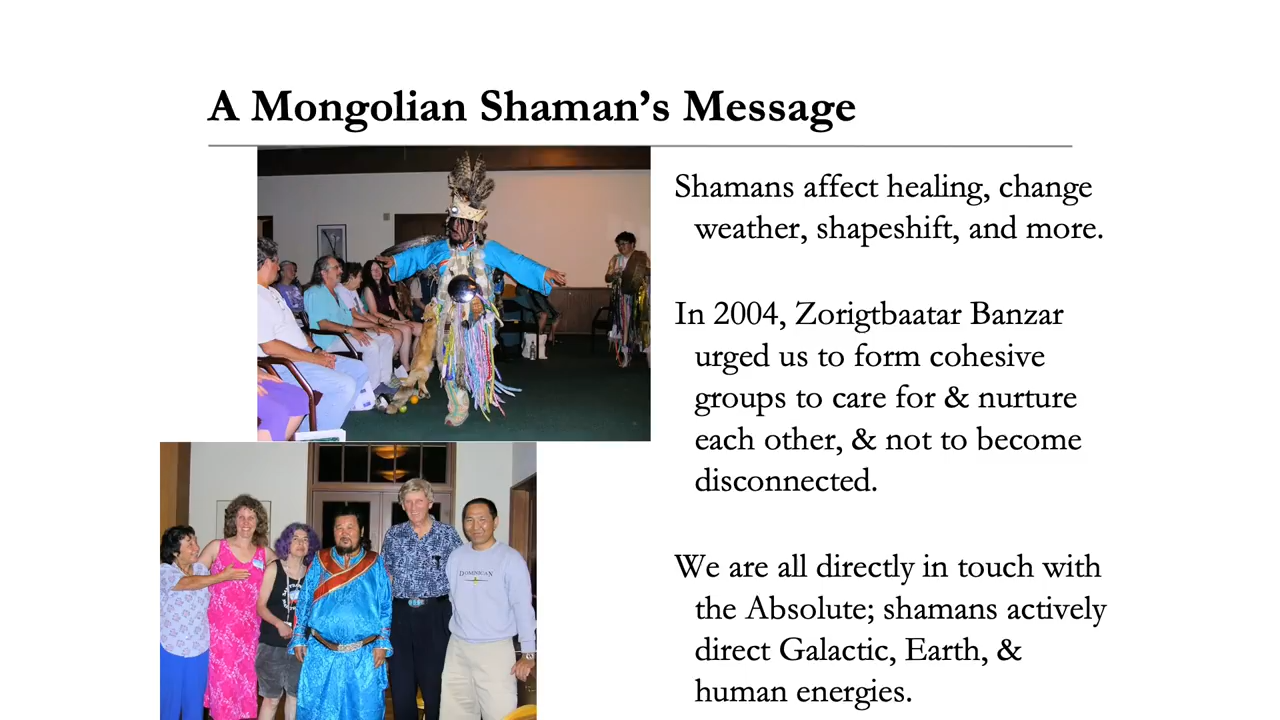 A Mongolian Shaman’s Message
Shamans affect healing, change
weather, shapeshift, and more.
In 2004, Zorigtbaatar Banzar
urged us to form cohesive
groups to care for & nurture
each other, & not to become
disconnected.
We are all directly in touch with
the Absolute; shamans actively
direct Galactic, Earth, &
human energies.
DOMINICAN